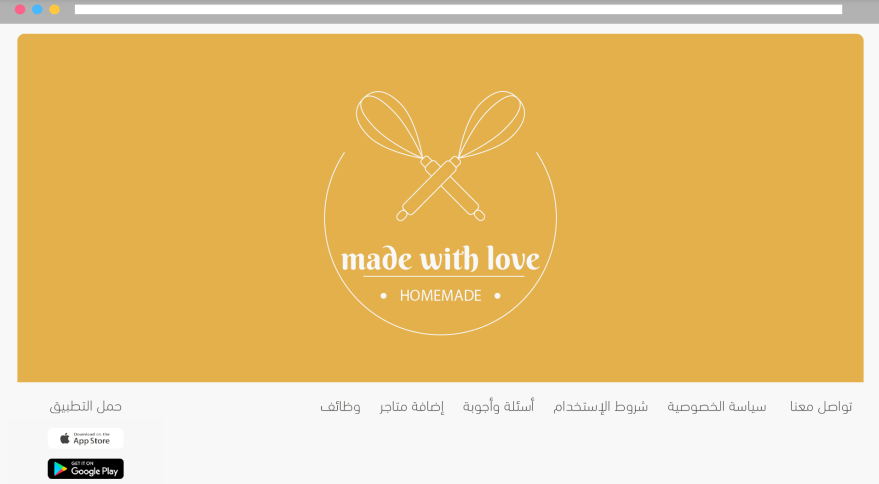 made with love
HOMEMADE
تواصل معنا
سياسة الخصوصية
شروط الإستخدام
أسئلة وأجوبة
إضافة متاجر
وظائف
حمل التطبيق
Download on the
App Store
GET IT ON
Google Play